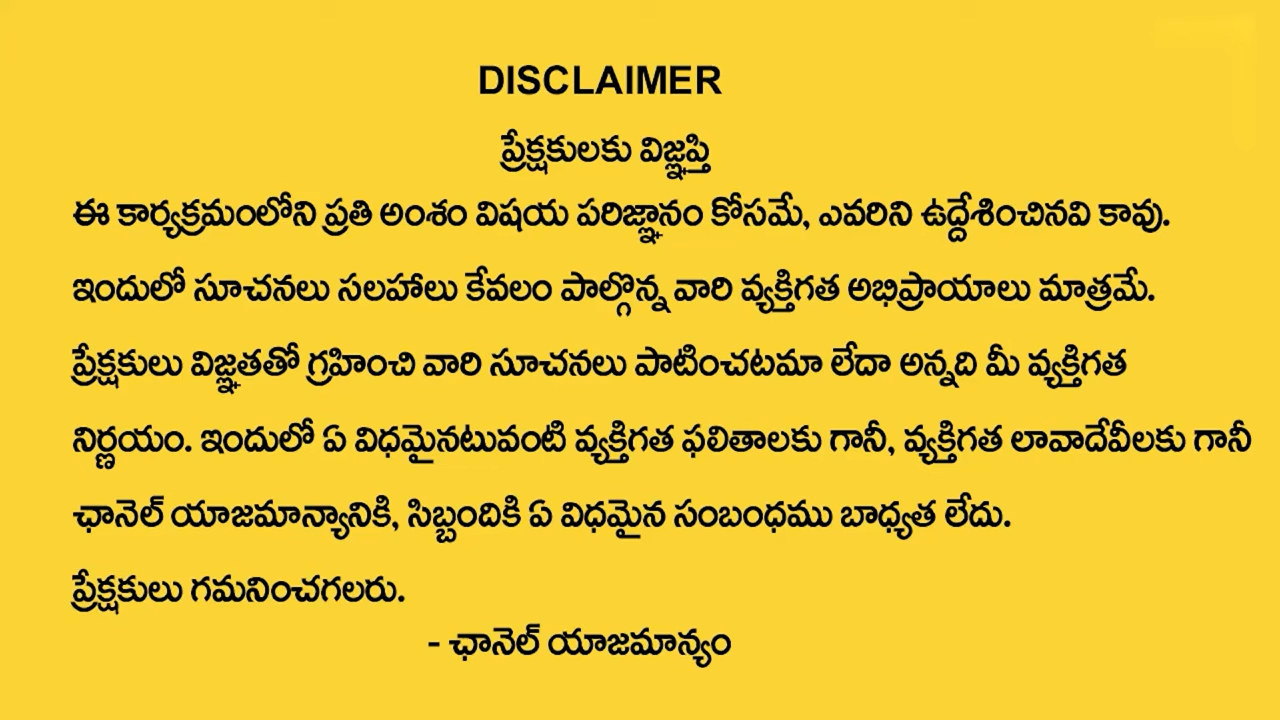 DISCLAIMER
ప్రేక్షకులకు విజ్ఞప్తి
ఈ కార్యక్రమంలోని ప్రతి అంశం విషయ పరిజ్ఞానం కోసమే, ఎవరిని ఉద్దేశించినవి కావు.
ఇందులో సూచనలు సలహాలు కేవలం పాల్గొన్న వారి వ్యక్తిగత అభిప్రాయాలు మాత్రమే.
ప్రేక్షకులు విజ్ఞతతో గ్రహించి వారి సూచనలు పాటించటమా లేదా అన్నది మీ వ్యక్తిగత
నిర్ణయం. ఇందులో ఏ విధమైనటువంటి వ్యక్తిగత ఫలితాలకు గానీ, వ్యక్తిగత లావాదేవీలకు గానీ
ఛానెల్ యాజమాన్యానికి, సిబ్బందికి ఏ విధమైన సంబంధము బాధ్యత లేదు.
ప్రేక్షకులు గమనించగలరు.
- ఛానెల్ యాజమాన్యం